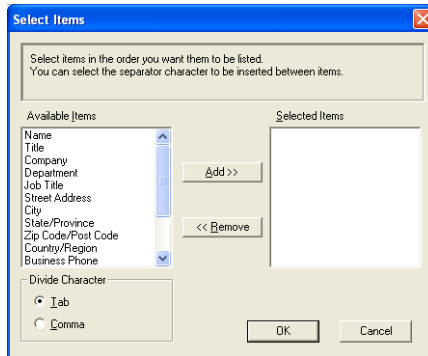 Select Items
Select items in the order you want them to be listed.
You can select the separator character to be inserted between items.
Available Items
Selected Items
Name
Title
Company
Department
Job Title
Street Address
City
State/Province
Zip Code/Post Code
Country/Region
Business Phone
Add >>
<< Remove
Divide Character
Tab
Comma
OK
Cancel